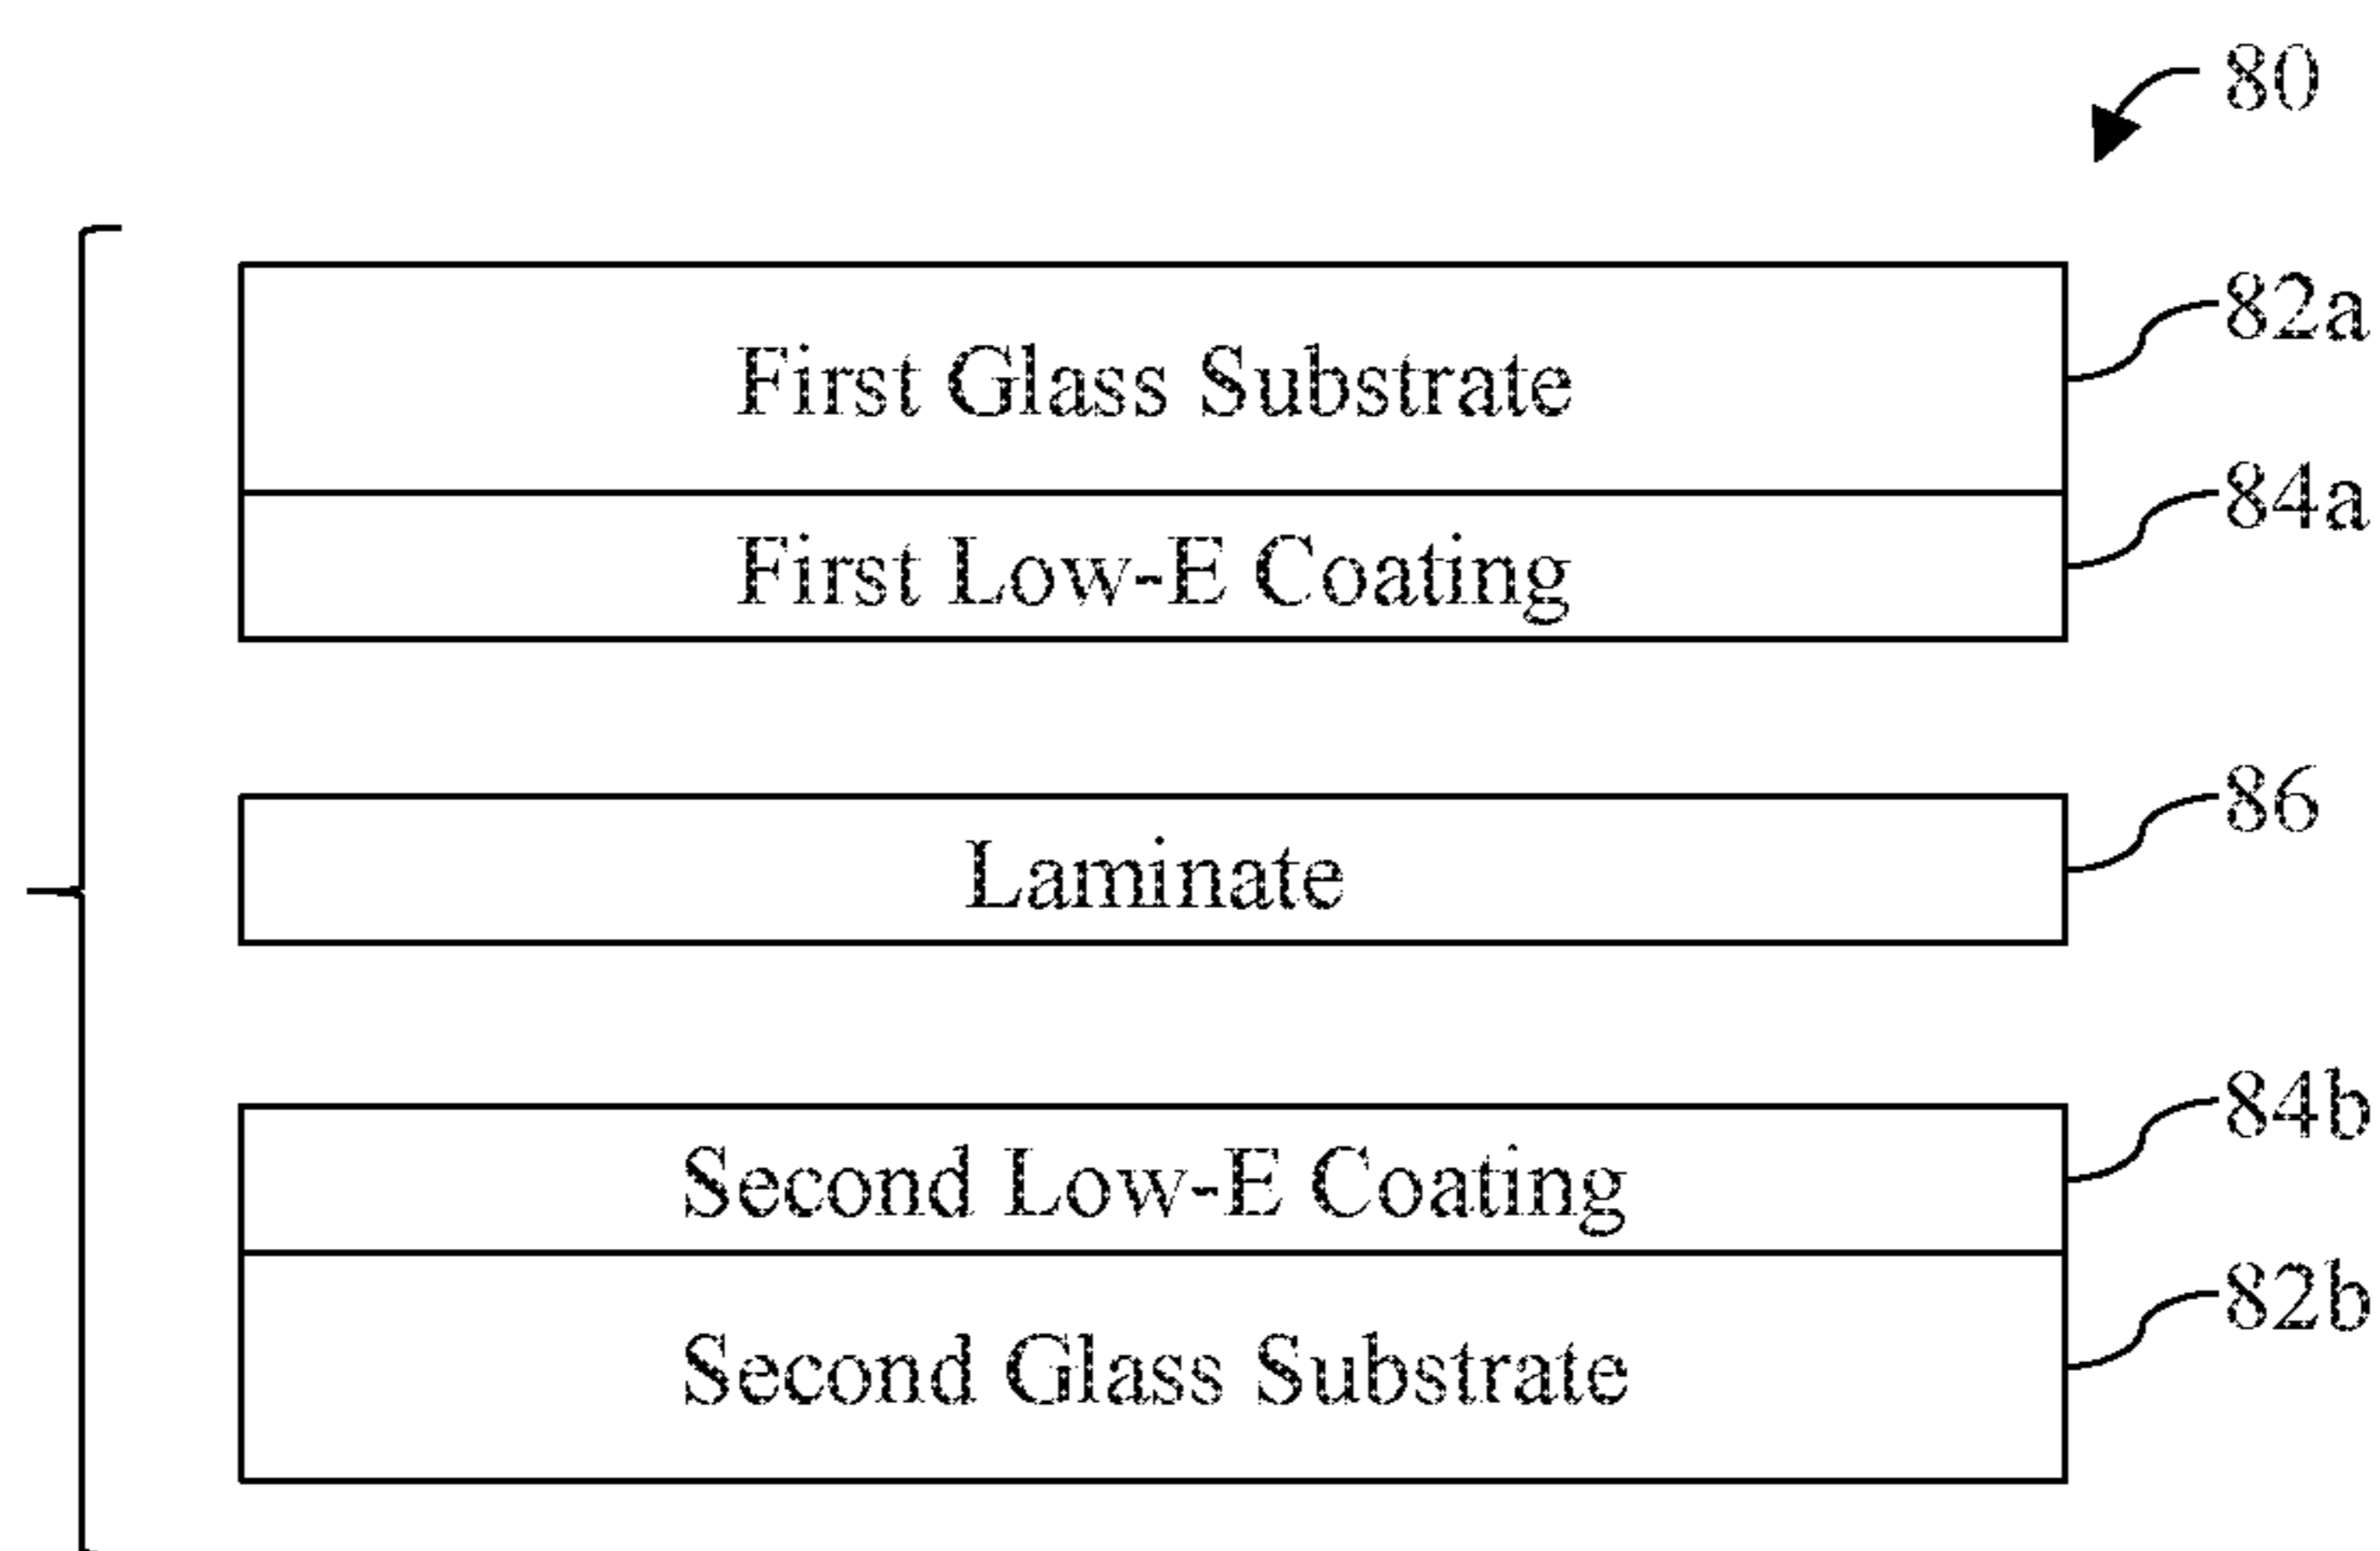 80
First Glass Substrate
82a
First Low-E Coating
84a
Laminate
86
Second Low-E Coating
84b
Second Glass Substrate
82b